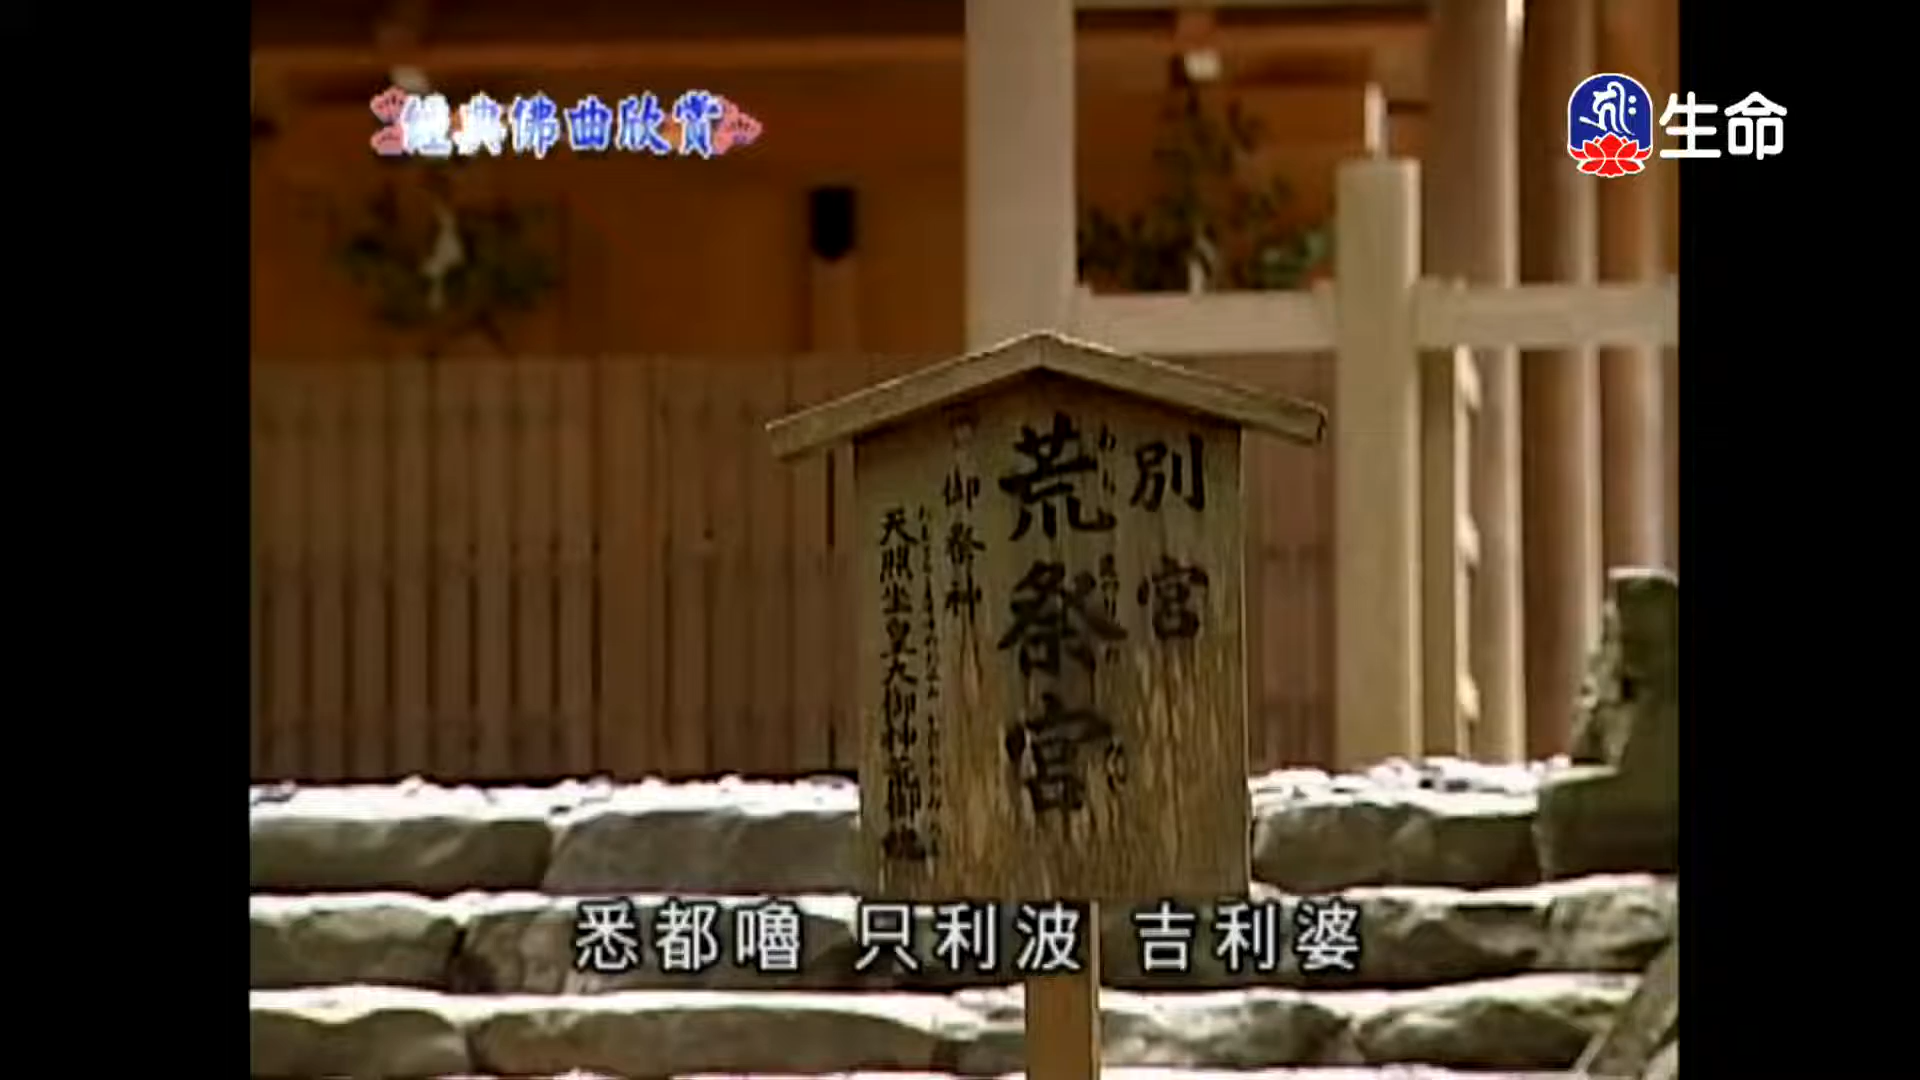 經典佛曲欣賞
生命
別宮
荒祭宮
御祭神
天照坐皇大御神荒御魂
悉都嚕 只利波 吉利婆